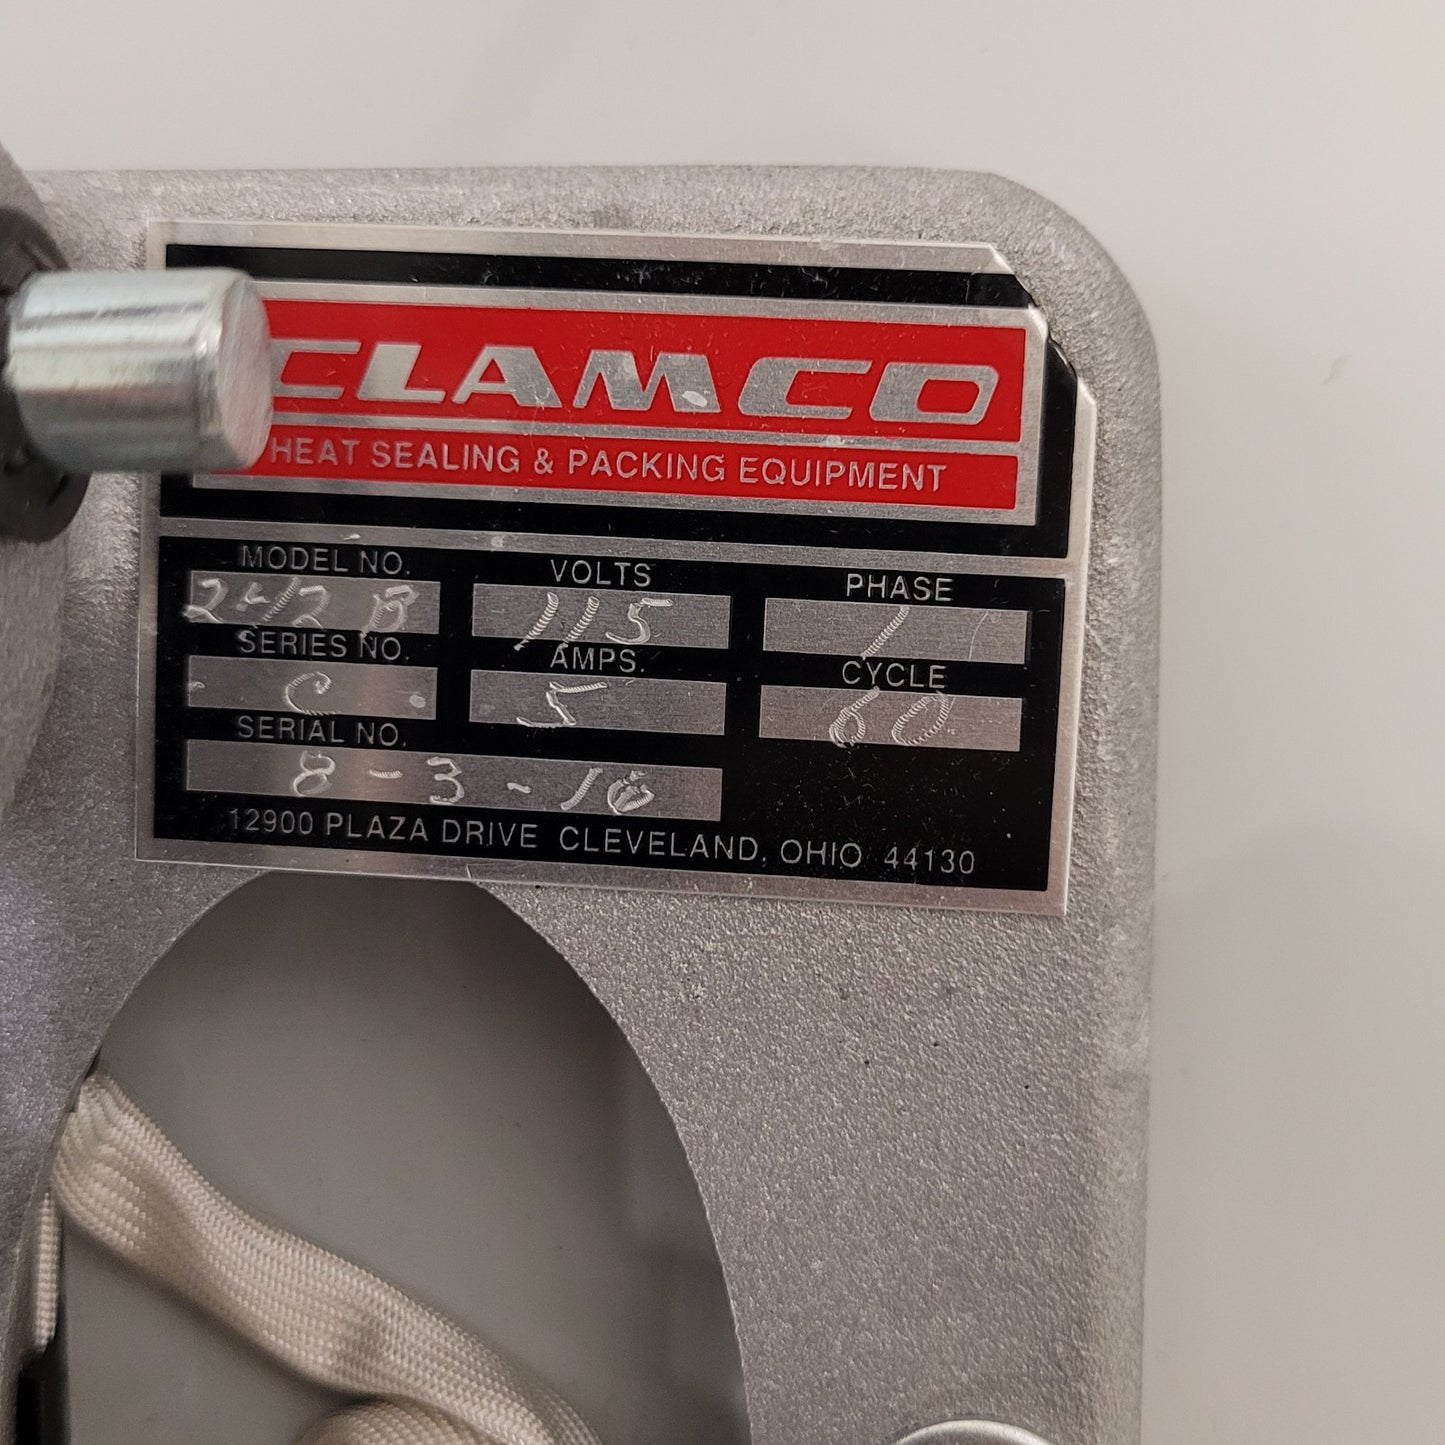 CLAMCO
HEAT SEALING & PACKING EQUIPMENT
MODEL NO. VOLTS PHASE
242 B 115 1
SERIES NO. AMPS. CYCLE
C 5 60
SERIAL NO.
8-3-16
12900 PLAZA DRIVE CLEVELAND, OHIO 44130